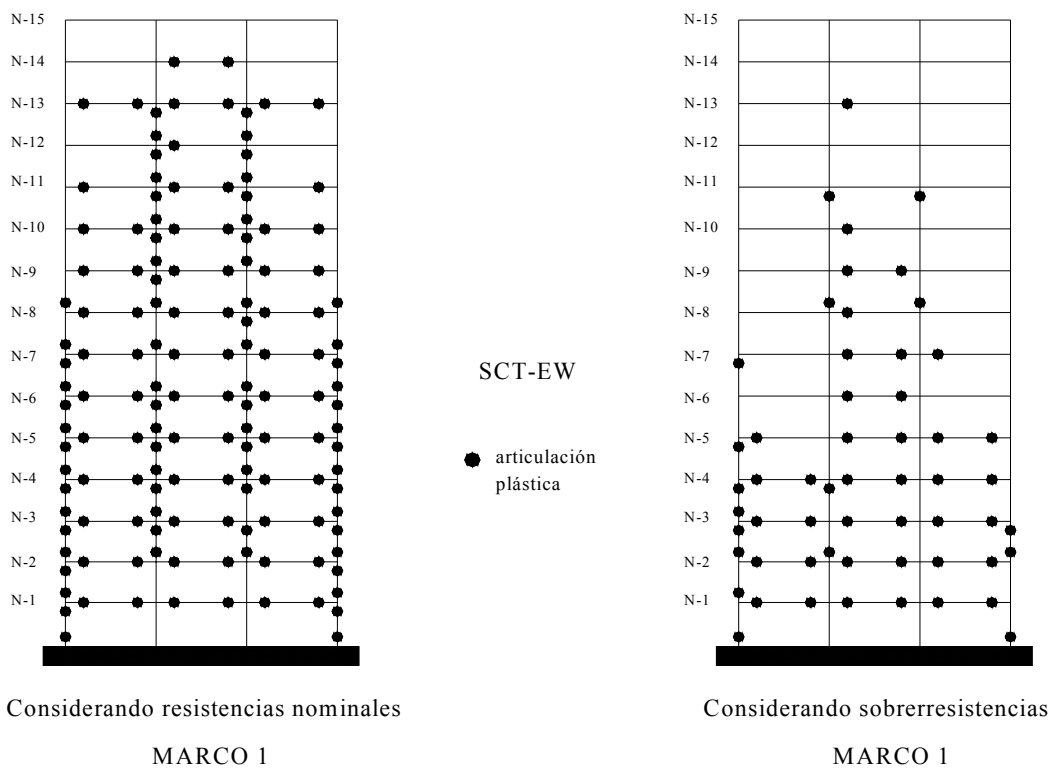 N-15
N-14
N-13
N-12
N-11
N-10
N-9
N-8
N-7
N-6
N-5
N-4
N-3
N-2
N-1
Considerando resistencias nominales
MARCO 1
SCT-EW
articulación
plástica
N-15
N-14
N-13
N-12
N-11
N-10
N-9
N-8
N-7
N-6
N-5
N-4
N-3
N-2
N-1
Considerando sobrerresistencias
MARCO 1